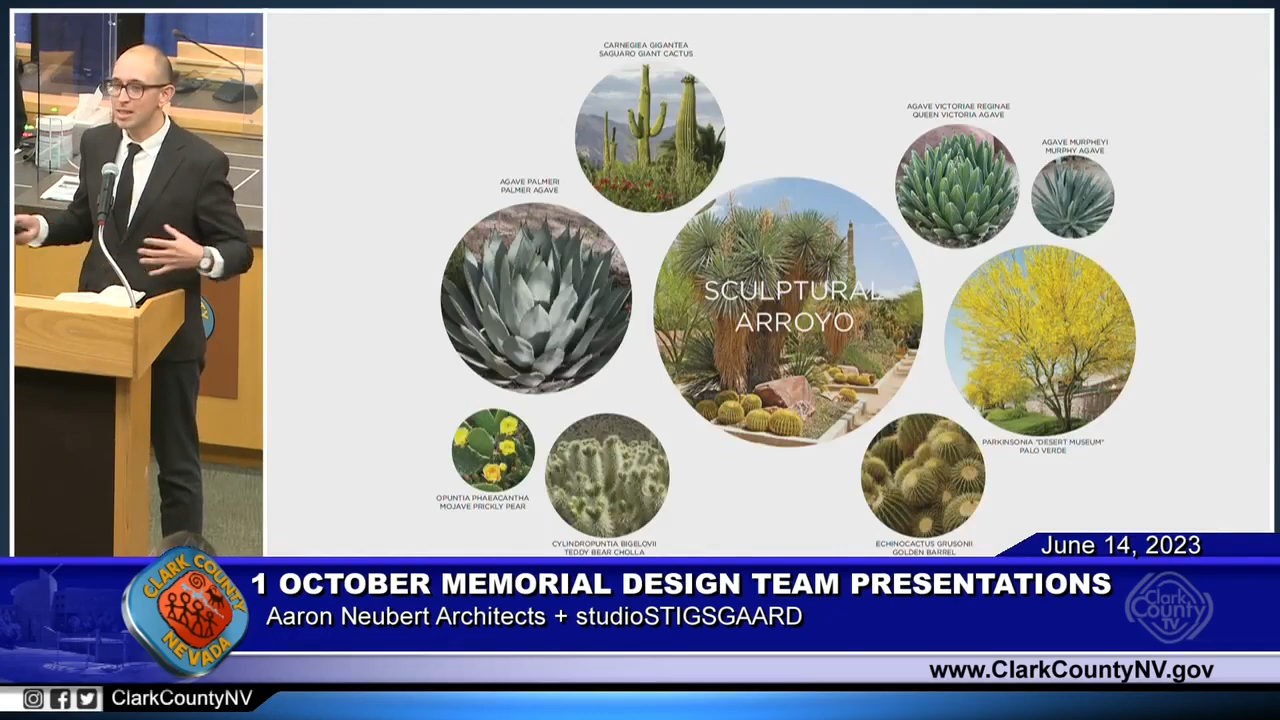 CARNEGIEA GIGANTEA
SAGUARO GIANT CACTUS
AGAVE VICTORIAE REGINAE
QUEEN VICTORIA AGAVE
AGAVE MURPHEYI
MURPHY AGAVE
AGAVE PALMERI
PALMER AGAVE
SCULPTURAL
ARROYO
PARKINSONIA "DESERT MUSEUM"
PALO VERDE
OPUNTIA PHAEACANTHA
MOJAVE PRICKLY PEAR
CYLINDROPUNTIA BIGELOVII
TEDDY BEAR CHOLLA
ECHINOCACTUS GRUSONII
GOLDEN BARREL
June 14, 2023
CLARK COUNTY
NEVADA
1 OCTOBER MEMORIAL DESIGN TEAM PRESENTATIONS
Aaron Neubert Architects + studioSTIGSGAARD
Clark
County
TV
www.ClarkCountyNV.gov
ClarkCountyNV